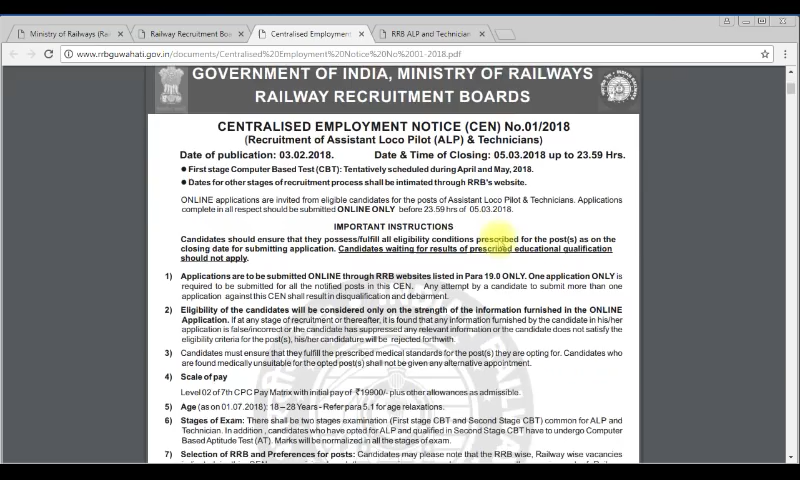 Ministry of Railways (Rai
Railway Recruitment Boa
Centralised Employment
RRB ALP and Technician
www.rrbguwahati.gov.in/documents/Centralised%20Employment%20Notice%20No%2001-2018.pdf
GOVERNMENT OF INDIA, MINISTRY OF RAILWAYS
RAILWAY RECRUITMENT BOARDS
CENTRALISED EMPLOYMENT NOTICE (CEN) No.01/2018
(Recruitment of Assistant Loco Pilot (ALP) & Technicians)
Date of publication: 03.02.2018. Date & Time of Closing: 05.03.2018 up to 23.59 Hrs.
● First stage Computer Based Test (CBT): Tentatively scheduled during April and May, 2018.
● Dates for other stages of recruitment process shall be intimated through RRB's website.
ONLINE applications are invited from eligible candidates for the posts of Assistant Loco Pilot & Technicians. Applications
complete in all respect should be submitted ONLINE ONLY before 23.59 hrs of 05.03.2018.
IMPORTANT INSTRUCTIONS
Candidates should ensure that they possess/fulfill all eligibility conditions prescribed for the post(s) as on the
closing date for submitting application. Candidates waiting for results of prescribed educational qualification
should not apply.
1) Applications are to be submitted ONLINE through RRB websites listed in Para 19.0 ONLY. One application ONLY is
required to be submitted for all the notified posts in this CEN. Any attempt by a candidate to submit more than one
application against this CEN shall result in disqualification and debarment.
2) Eligibility of the candidates will be considered only on the strength of the information furnished in the ONLINE
Application. If at any stage of recruitment or thereafter, it is found that any information furnished by the candidate in his/her
application is false/incorrect or the candidate has suppressed any relevant information or the candidate does not satisfy the
eligibility criteria for the post(s), his/her candidature will be rejected forthwith.
3) Candidates must ensure that they fulfill the prescribed medical standards for the post(s) they are opting for. Candidates who
are found medically unsuitable for the opted post(s) shall not be given any alternative appointment.
4) Scale of pay
Level 02 of 7th CPC Pay Matrix with initial pay of ₹19900/- plus other allowances as admissible.
5) Age (as on 01.07.2018): 18 – 28 Years - Refer para 5.1 for age relaxations.
6) Stages of Exam: There shall be two stages examination (First stage CBT and Second Stage CBT) common for ALP and
Technician. In addition, candidates who have opted for ALP and qualified in Second Stage CBT have to undergo Computer
Based Aptitude Test (AT). Marks will be normalized in all the stages of exam.
7) Selection of RRB and Preferences for posts: Candidates may please note that the RRB wise, Railway wise vacancies